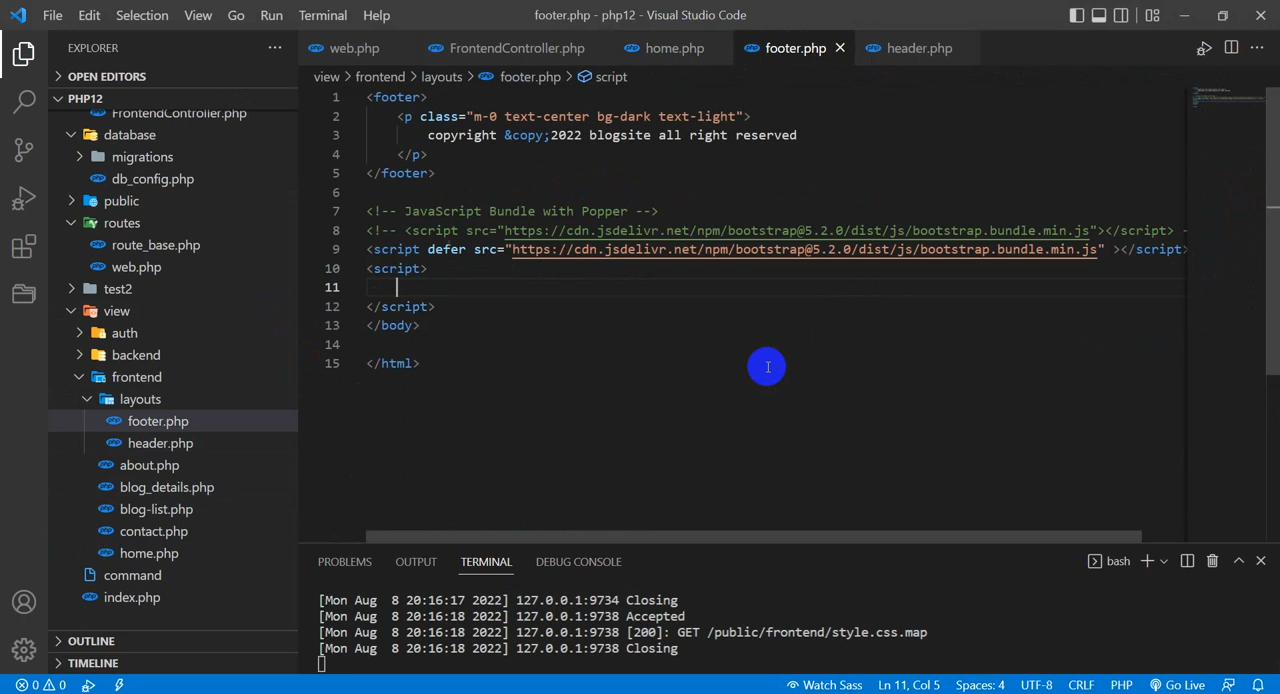 File Edit Selection View Go Run Terminal Help
footer.php - php12 - Visual Studio Code
EXPLORER
OPEN EDITORS
PHP12
FrontendController.php
database
migrations
db_config.php
public
routes
route_base.php
web.php
test2
view
auth
backend
frontend
layouts
footer.php
header.php
about.php
blog_details.php
blog-list.php
contact.php
home.php
command
index.php
OUTLINE
TIMELINE
web.php FrontendController.php home.php footer.php header.php
view > frontend > layouts > footer.php > script
1 <footer>
2 <p class="m-0 text-center bg-dark text-light">
3 copyright &copy;2022 blogsite all right reserved
4 </p>
5 </footer>
6
7 <!-- JavaScript Bundle with Popper -->
8 <!-- <script src="https://cdn.jsdelivr.net/npm/bootstrap@5.2.0/dist/js/bootstrap.bundle.min.js"></script> -
9 <script defer src="https://cdn.jsdelivr.net/npm/bootstrap@5.2.0/dist/js/bootstrap.bundle.min.js" ></script>
10 <script>
11
12 </script>
13 </body>
14
15 </html>
PROBLEMS OUTPUT TERMINAL DEBUG CONSOLE
bash
[Mon Aug 8 20:16:17 2022] 127.0.0.1:9734 Closing
[Mon Aug 8 20:16:18 2022] 127.0.0.1:9738 Accepted
[Mon Aug 8 20:16:18 2022] 127.0.0.1:9738 [200]: GET /public/frontend/style.css.map
[Mon Aug 8 20:16:18 2022] 127.0.0.1:9738 Closing
0 0 Watch Sass Ln 11, Col 5 Spaces: 4 UTF-8 CRLF PHP Go Live